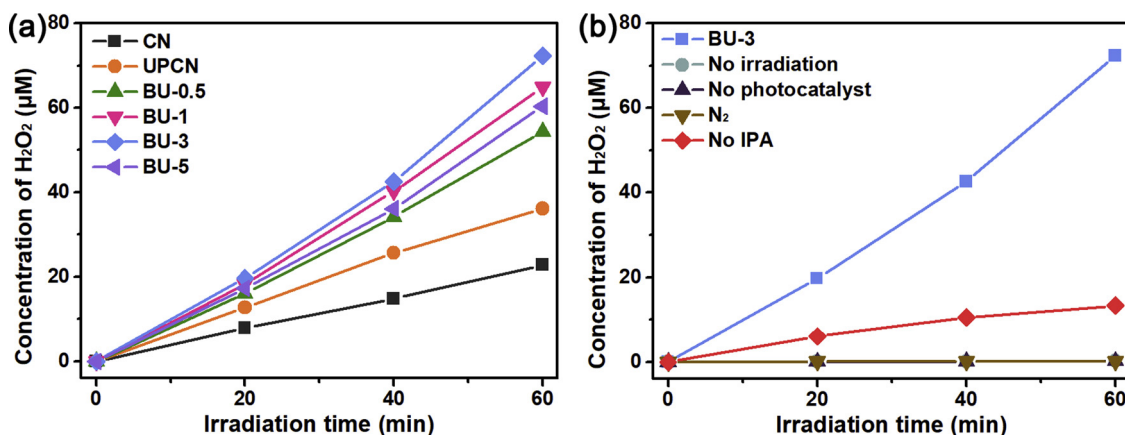 (a)
CN
UPCN
BU-0.5
BU-1
BU-3
BU-5
Concentration of H₂O₂ (μM)
80
60
40
20
0
0 20 40 60
Irradiation time (min)
(b)
BU-3
No irradiation
No photocatalyst
N₂
No IPA
Concentration of H₂O₂ (μM)
80
60
40
20
0
0 20 40 60
Irradiation time (min)